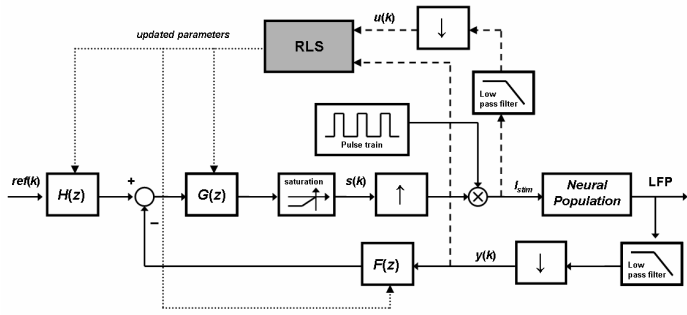 u(k)
↓
updated parameters
RLS
Low
pass filter
Pulse train
ref(k)
H(z)
+
−
G(z)
saturation
s(k)
↑
I_stim
Neural
Population
LFP
F(z)
y(k)
↓
Low
pass filter